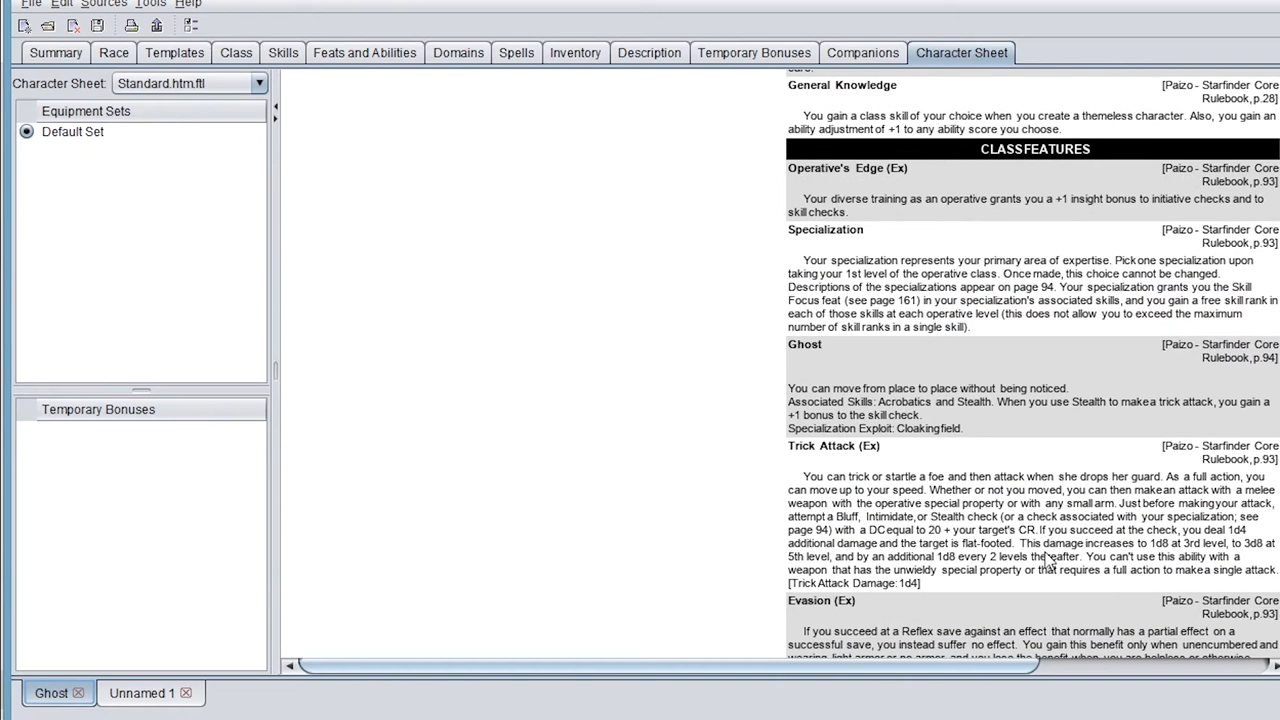 File Edit Sources Tools Help
Summary Race Templates Class Skills Feats and Abilities Domains Spells Inventory Description Temporary Bonuses Companions Character Sheet
Character Sheet: Standard.htm.ftl
Equipment Sets
Default Set
Temporary Bonuses
General Knowledge [Paizo - Starfinder Core
Rulebook, p.28]
You gain a class skill of your choice when you create a themeless character. Also, you gain an
ability adjustment of +1 to any ability score you choose.
CLASS FEATURES
Operative's Edge (Ex) [Paizo - Starfinder Core
Rulebook, p.93]
Your diverse training as an operative grants you a +1 insight bonus to initiative checks and to
skill checks.
Specialization [Paizo - Starfinder Core
Rulebook, p.93]
Your specialization represents your primary area of expertise. Pick one specialization upon
taking your 1st level of the operative class. Once made, this choice cannot be changed.
Descriptions of the specializations appear on page 94. Your specialization grants you the Skill
Focus feat (see page 161) in your specialization's associated skills, and you gain a free skill rank in
each of those skills at each operative level (this does not allow you to exceed the maximum
number of skill ranks in a single skill).
Ghost [Paizo - Starfinder Core
Rulebook, p.94]
You can move from place to place without being noticed.
Associated Skills: Acrobatics and Stealth. When you use Stealth to make a trick attack, you gain a
+1 bonus to the skill check.
Specialization Exploit: Cloaking field.
Trick Attack (Ex) [Paizo - Starfinder Core
Rulebook, p.93]
You can trick or startle a foe and then attack when she drops her guard. As a full action, you
can move up to your speed. Whether or not you moved, you can then make an attack with a melee
weapon with the operative special property or with any small arm. Just before making your attack,
attempt a Bluff, Intimidate, or Stealth check (or a check associated with your specialization; see
page 94) with a DC equal to 20 + your target's CR. If you succeed at the check, you deal 1d4
additional damage and the target is flat-footed. This damage increases to 1d8 at 3rd level, to 3d8 at
5th level, and by an additional 1d8 every 2 levels thereafter. You can't use this ability with a
weapon that has the unwieldy special property or that requires a full action to make a single attack.
[Trick Attack Damage: 1d4]
Evasion (Ex) [Paizo - Starfinder Core
Rulebook, p.93]
If you succeed at a Reflex save against an effect that normally has a partial effect on a
successful save, you instead suffer no effect. You gain this benefit only when unencumbered and
wearing light armor or no armor, and you lose the benefit when you are helpless or otherwise
Ghost Unnamed 1